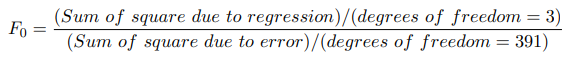 F₀ = (Sum of square due to regression)/(degrees of freedom = 3)
(Sum of square due to error)/(degrees of freedom = 391)